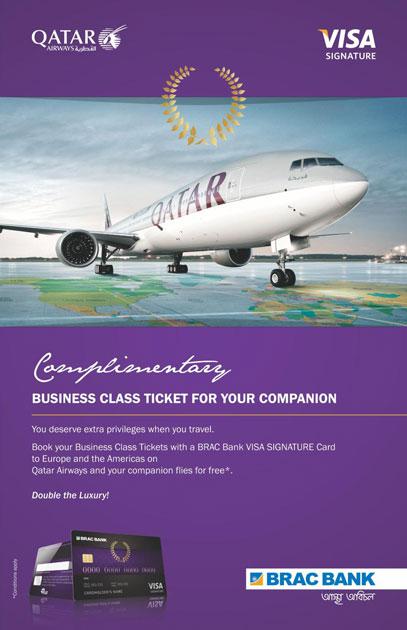 QATAR
AIRWAYS القطرية
VISA
SIGNATURE
QATAR
Complimentary
BUSINESS CLASS TICKET FOR YOUR COMPANION
You deserve extra privileges when you travel.
Book your Business Class Tickets with a BRAC Bank VISA SIGNATURE Card
to Europe and the Americas on
Qatar Airways and your companion flies for free*.
Double the Luxury!
*Conditions apply
BRAC BANK
0000 0000 0000 0000
CARDHOLDER'S NAME
VISA
BRAC BANK
আস্থা অবিচল